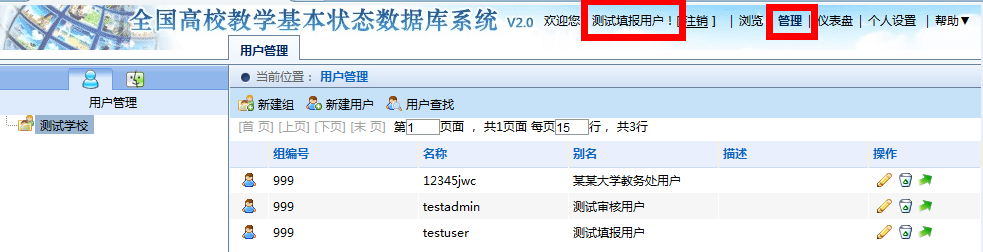 全国高校教学基本状态数据库系统 V2.0 欢迎您 测试填报用户！[注销] | 浏览 管理 | 仪表盘 | 个人设置 | 帮助▼
用户管理
用户管理
测试学校
当前位置： 用户管理
新建组 新建用户 用户查找
[首 页] [上页] [下页] [末 页] 第1页面 ，共1页面 每页15行，共3行
组编号 名称 别名 描述 操作
999 12345jwc 某某大学教务处用户
999 testadmin 测试审核用户
999 testuser 测试填报用户